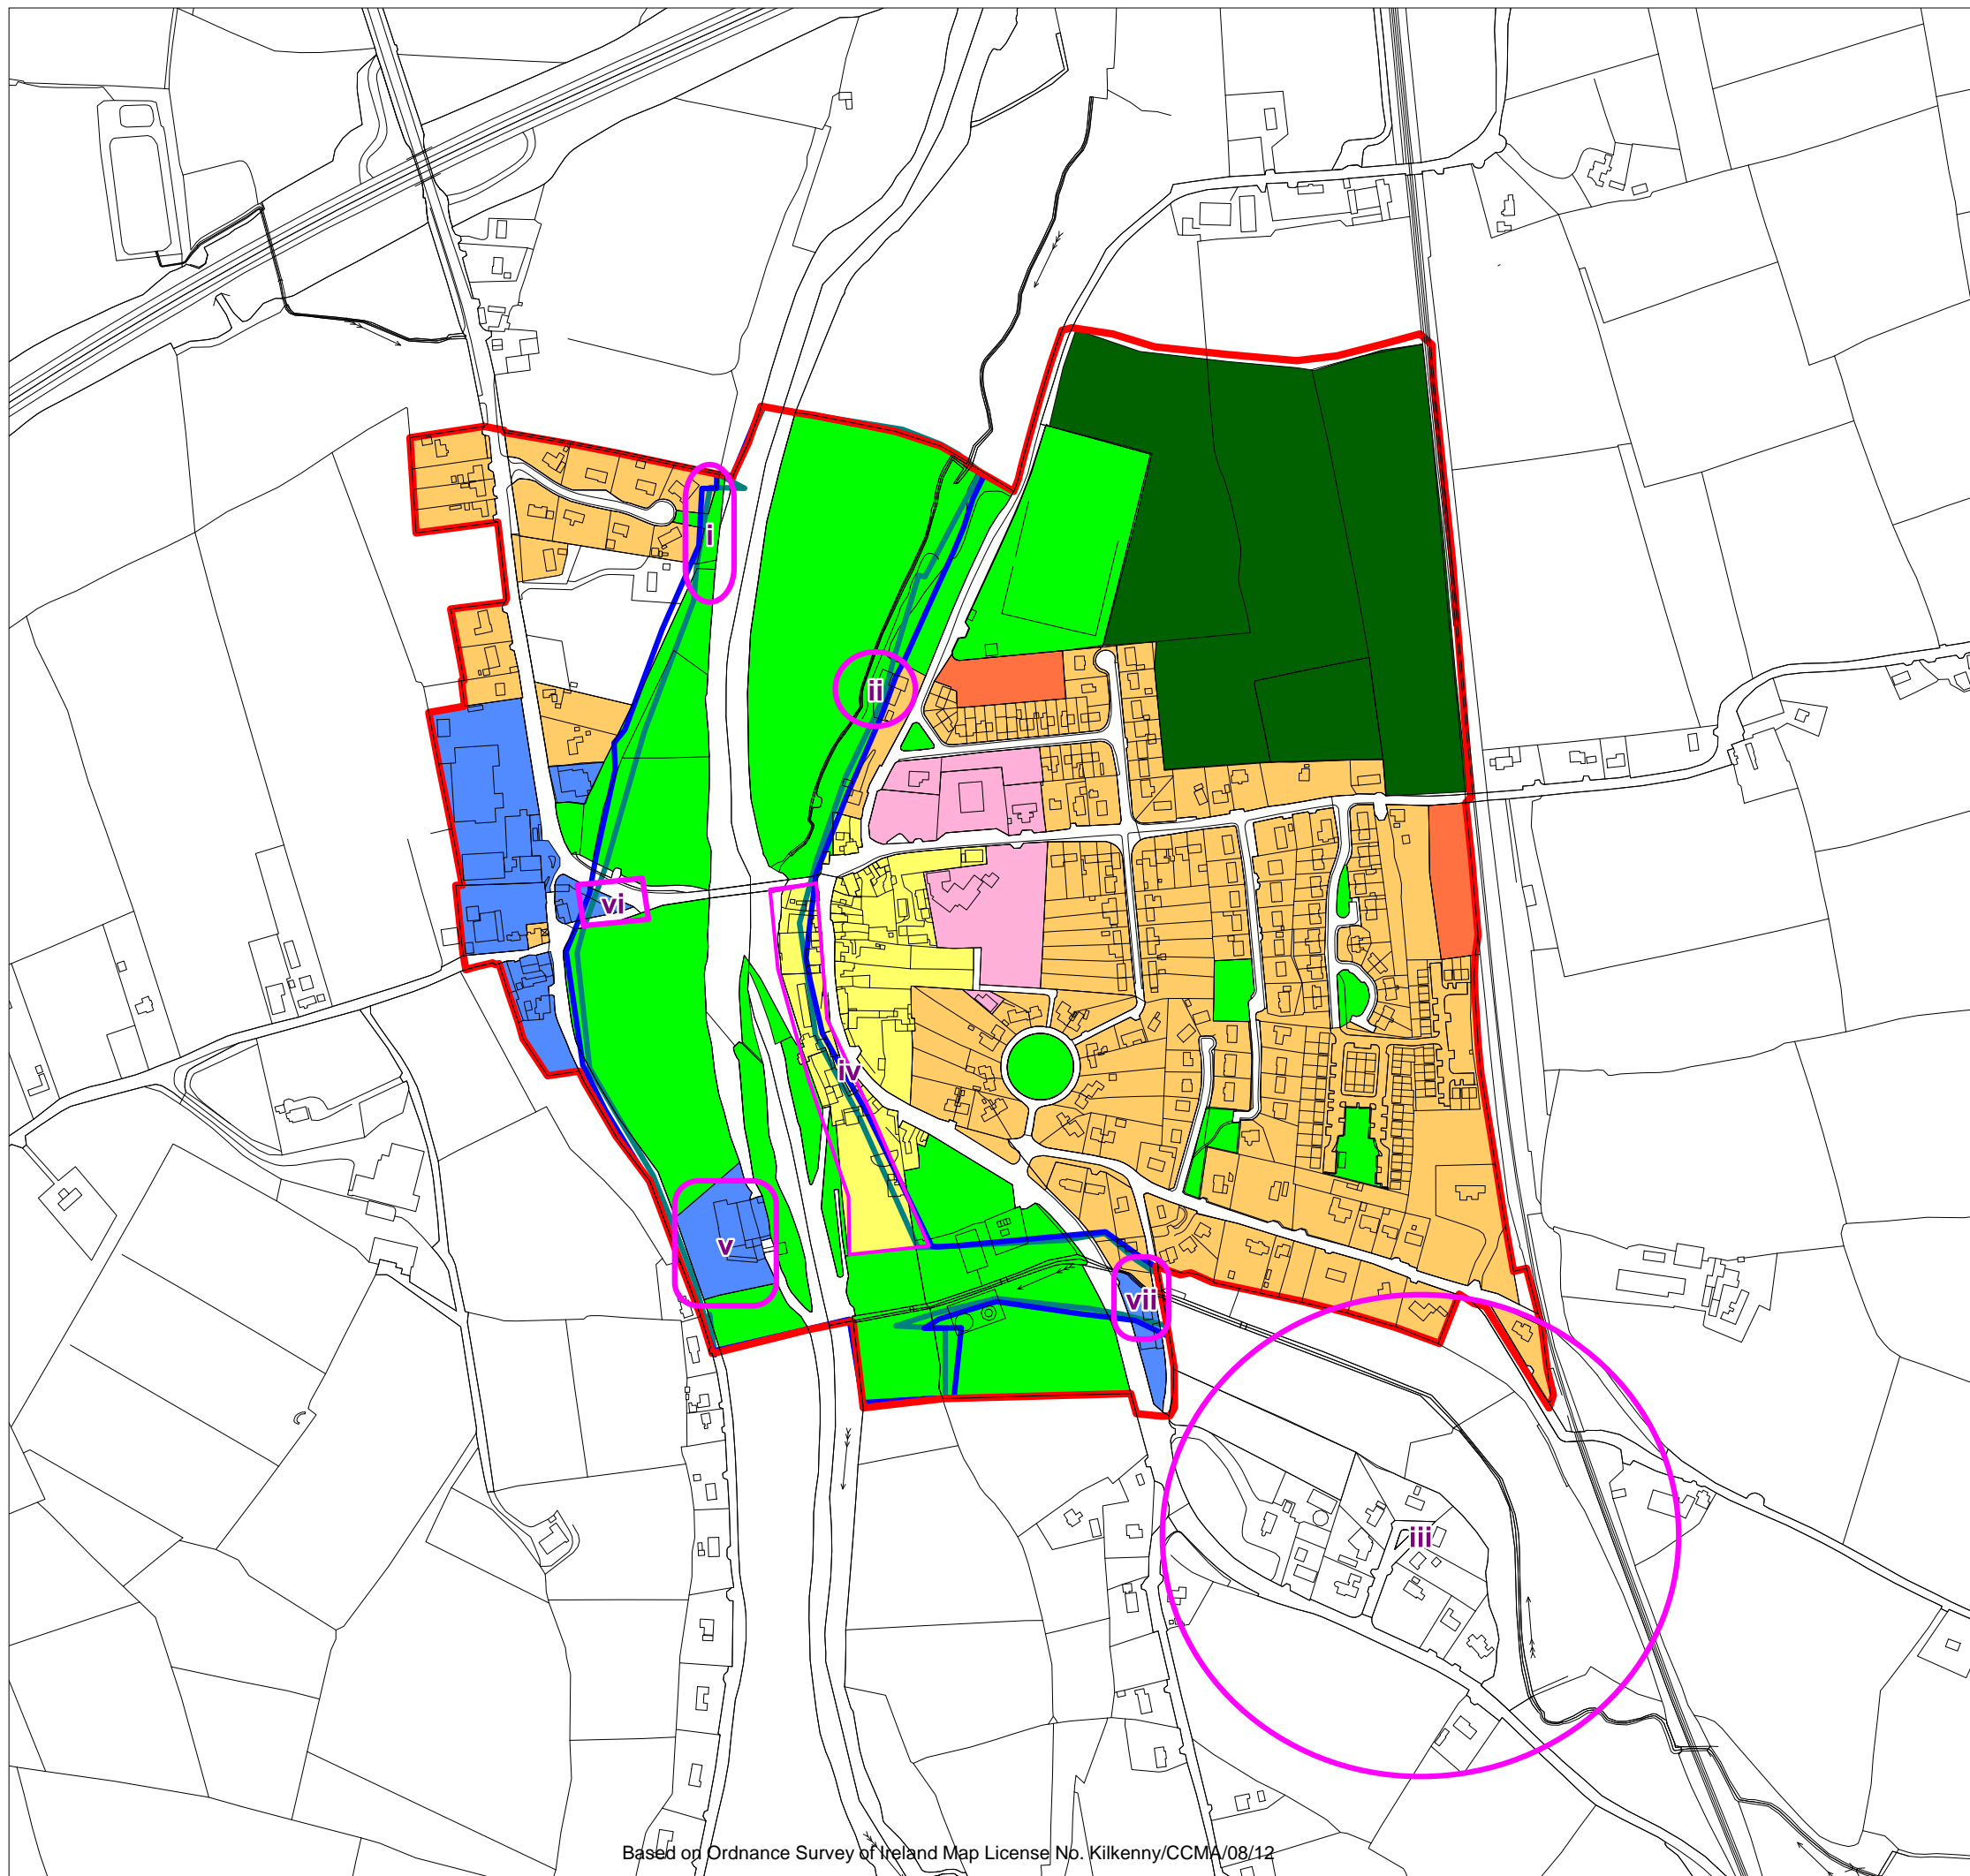 i
ii
iv
vi
v
vii
iii
Based on Ordnance Survey of Ireland Map License No. Kilkenny/CCMA/08/12